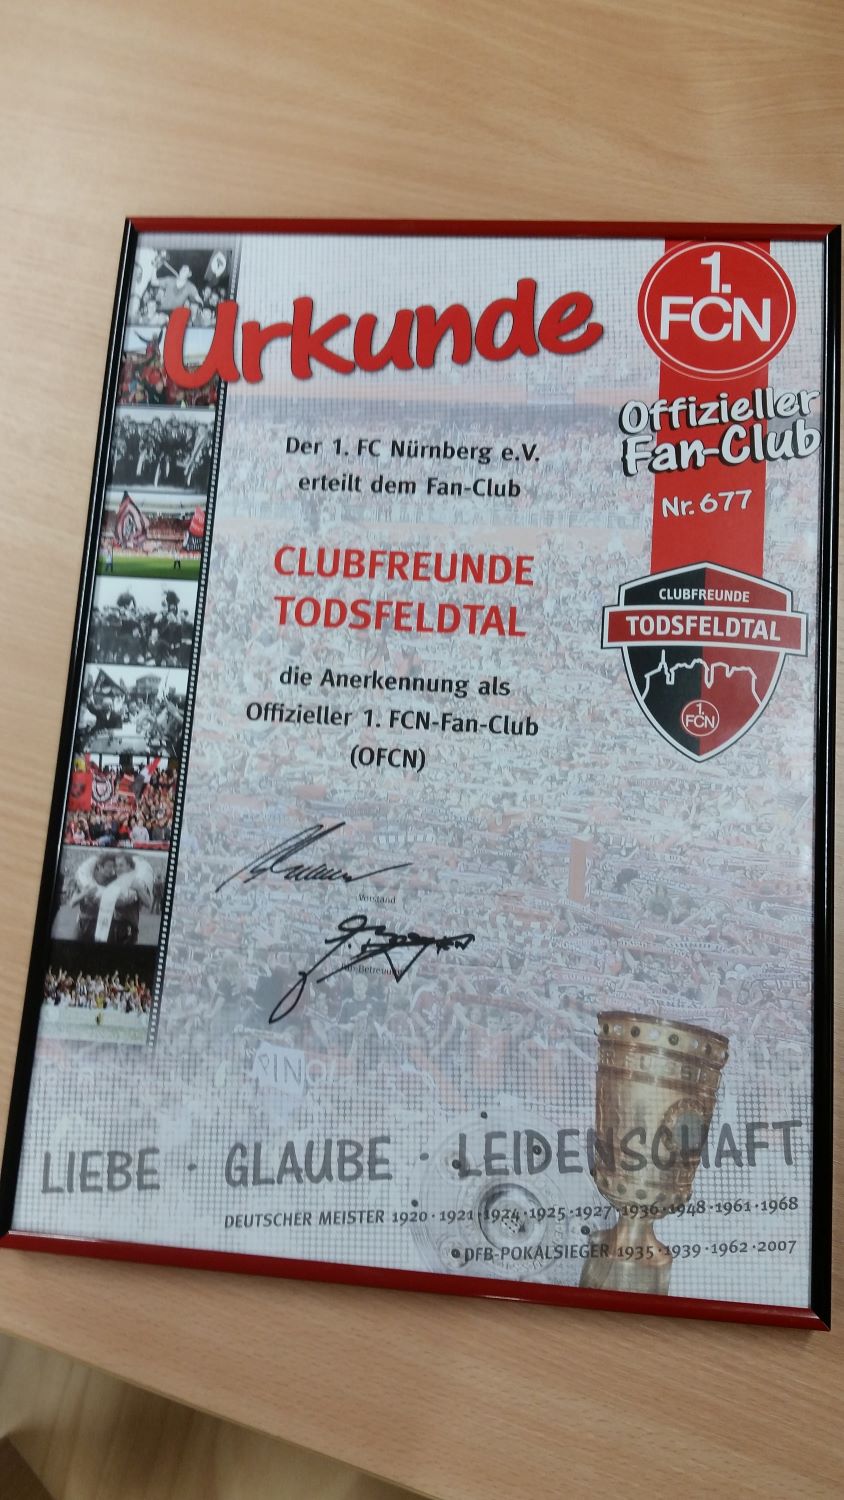 Urkunde
1.
FCN
Offizieller
Fan-Club
Nr. 677
Der 1. FC Nürnberg e.V.
erteilt dem Fan-Club
CLUBFREUNDE
TODSFELDTAL
die Anerkennung als
Offizieller 1. FCN-Fan-Club
(OFCN)
CLUBFREUNDE
TODSFELDTAL
1.
FCN
Vorstand
LIEBE · GLAUBE · LEIDENSCHAFT
DEUTSCHER MEISTER 1920 · 1921 · 1924 · 1925 · 1927 · 1936 · 1948 · 1961 · 1968
DFB-POKALSIEGER 1935 · 1939 · 1962 · 2007